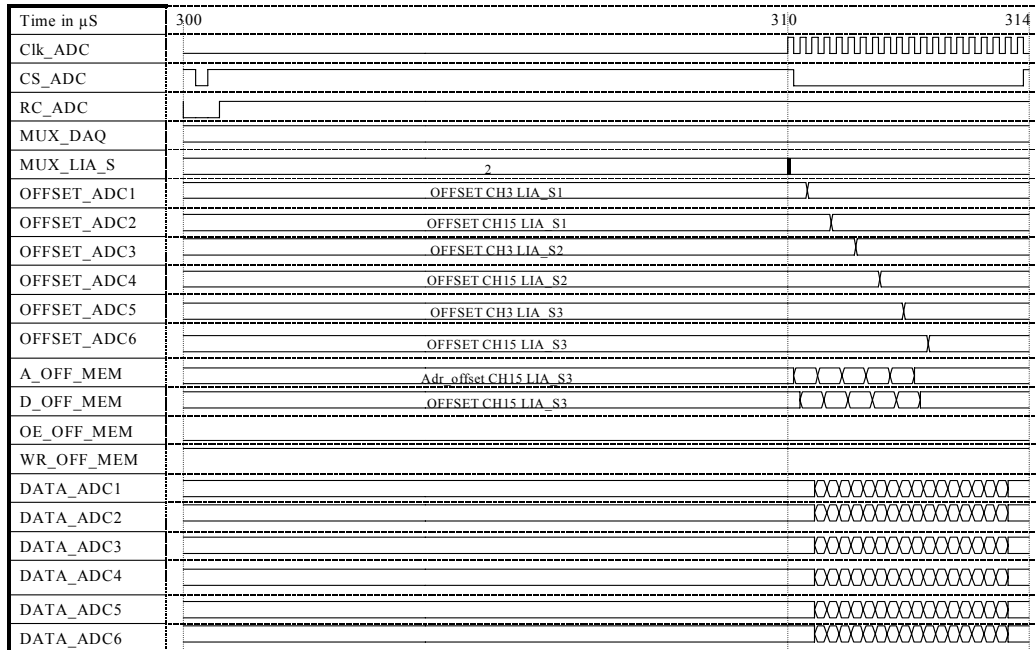 Time in µS 300 310 314
Clk_ADC
CS_ADC
RC_ADC
MUX_DAQ
MUX_LIA_S 2
OFFSET_ADC1 OFFSET CH3 LIA_S1
OFFSET_ADC2 OFFSET CH15 LIA_S1
OFFSET_ADC3 OFFSET CH3 LIA_S2
OFFSET_ADC4 OFFSET CH15 LIA_S2
OFFSET_ADC5 OFFSET CH3 LIA_S3
OFFSET_ADC6 OFFSET CH15 LIA_S3
A_OFF_MEM Adr_offset CH15 LIA_S3
D_OFF_MEM OFFSET CH15 LIA_S3
OE_OFF_MEM
WR_OFF_MEM
DATA_ADC1
DATA_ADC2
DATA_ADC3
DATA_ADC4
DATA_ADC5
DATA_ADC6